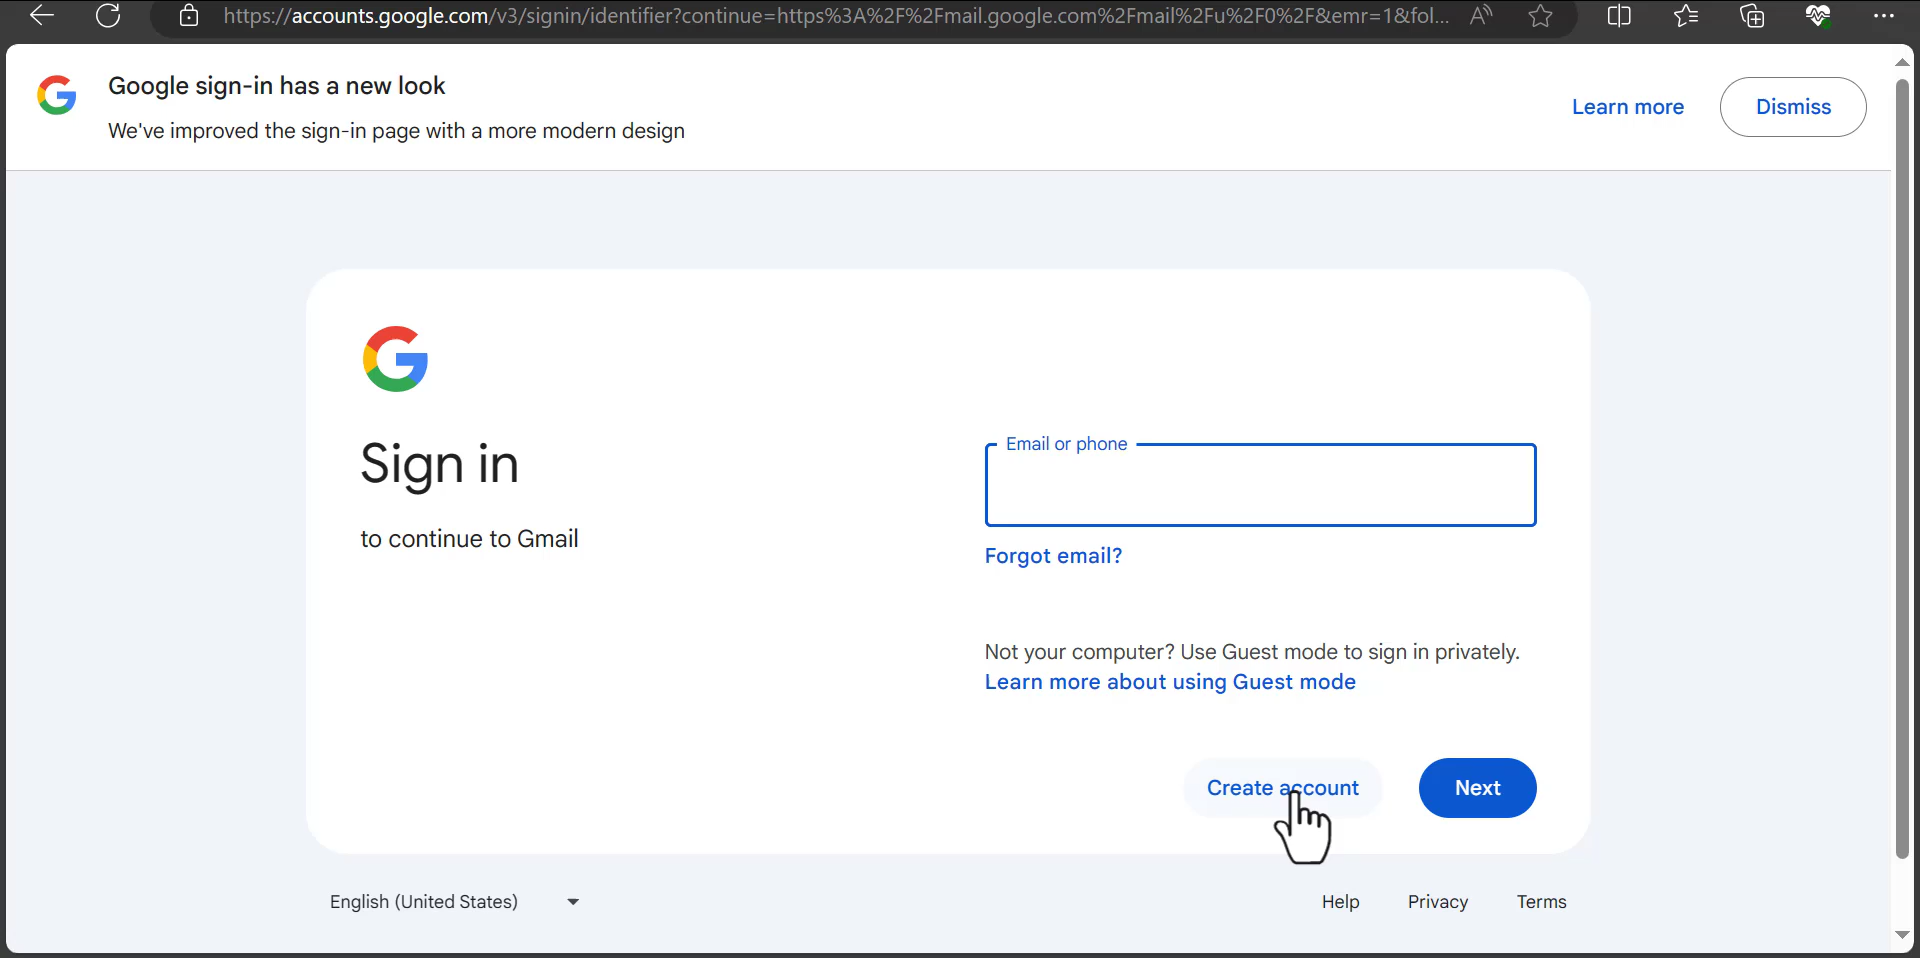 https://accounts.google.com/v3/signin/identifier?continue=https%3A%2F%2Fmail.google.com%2Fmail%2Fu%2F0%2F&emr=1&fol...
Google sign-in has a new look
We've improved the sign-in page with a more modern design
Learn more
Dismiss
Sign in
to continue to Gmail
Email or phone
Forgot email?
Not your computer? Use Guest mode to sign in privately.
Learn more about using Guest mode
Create account
Next
English (United States)
Help
Privacy
Terms